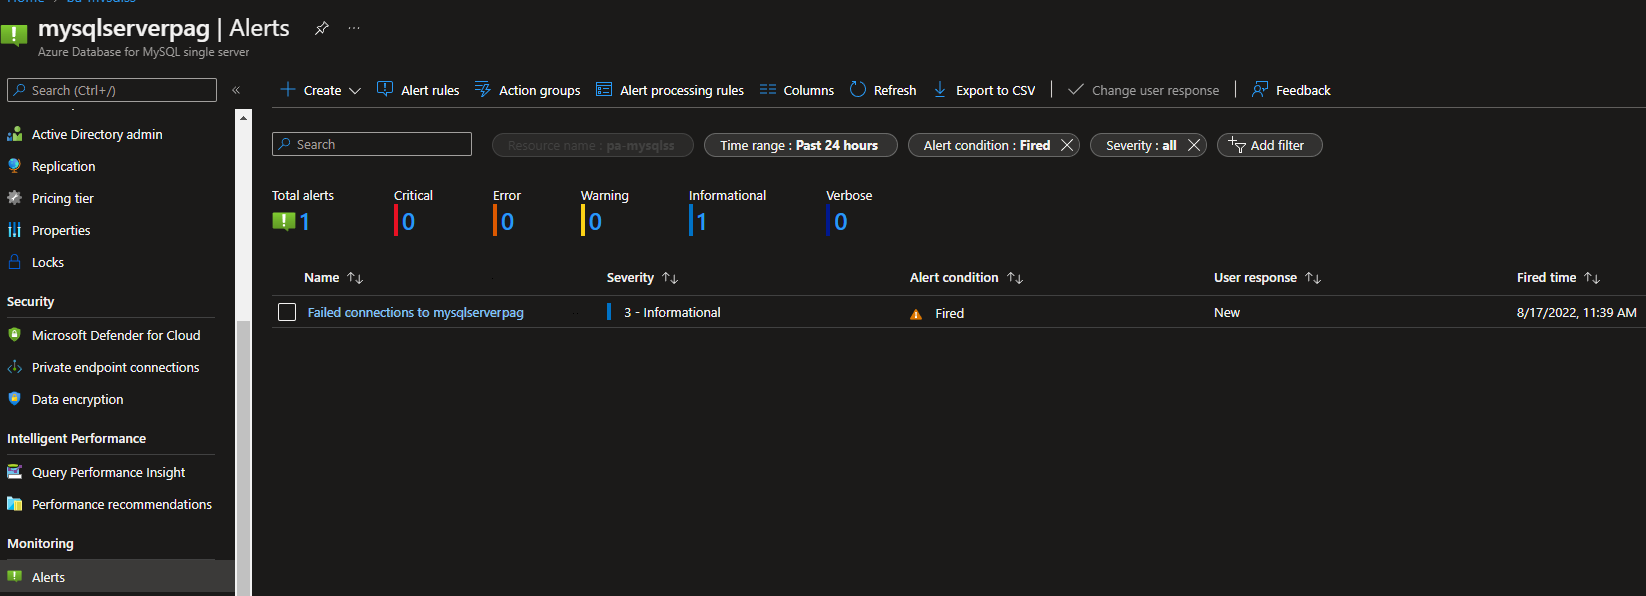 Home
mysqlserverpag | Alerts
Azure Database for MySQL single server
Search (Ctrl+/)
Create
Alert rules
Action groups
Alert processing rules
Columns
Refresh
Export to CSV
Change user response
Feedback
Active Directory admin
Replication
Pricing tier
Properties
Locks
Security
Microsoft Defender for Cloud
Private endpoint connections
Data encryption
Intelligent Performance
Query Performance Insight
Performance recommendations
Monitoring
Alerts
Search
Resource name : pa-mysqlss
Time range : Past 24 hours
Alert condition : Fired
Severity : all
Add filter
Total alerts
1
Critical
0
Error
0
Warning
0
Informational
1
Verbose
0
Name Severity Alert condition User response Fired time
Failed connections to mysqlserverpag 3 - Informational Fired New 8/17/2022, 11:39 AM